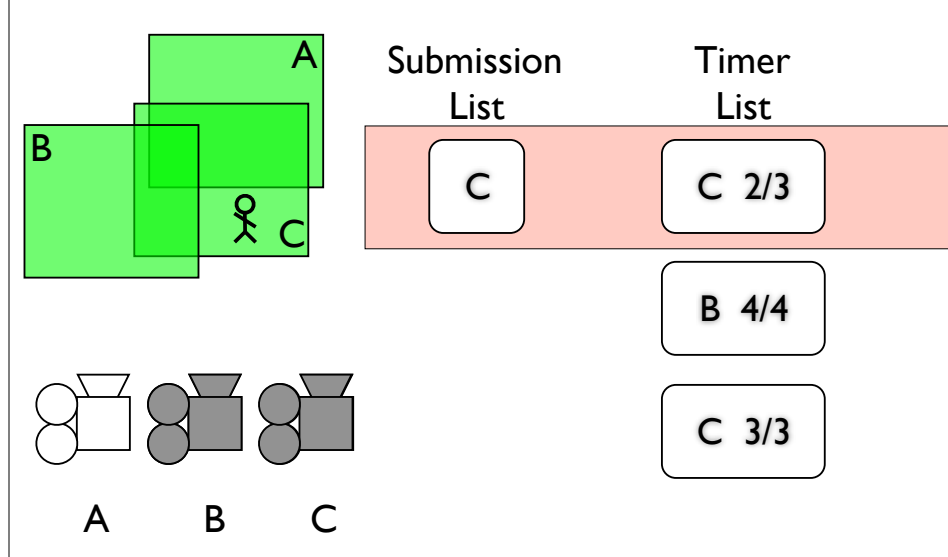 A
B
C
Submission
List
Timer
List
C
C 2/3
B 4/4
C 3/3
A B C